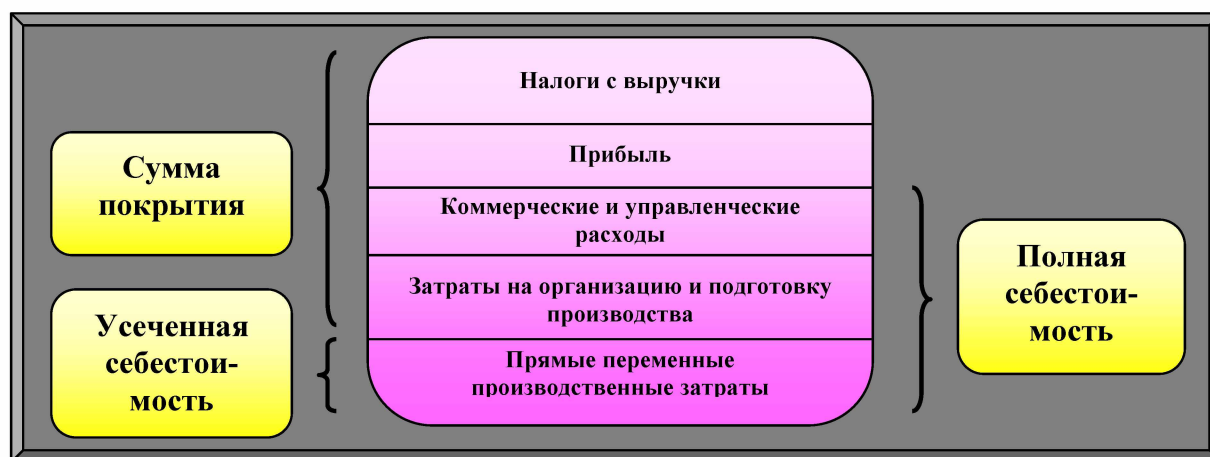 Сумма
покрытия
Усеченная
себестои-
мость
Налоги с выручки
Прибыль
Коммерческие и управленческие
расходы
Затраты на организацию и подготовку
производства
Прямые переменные
производственные затраты
Полная
себестои-
мость